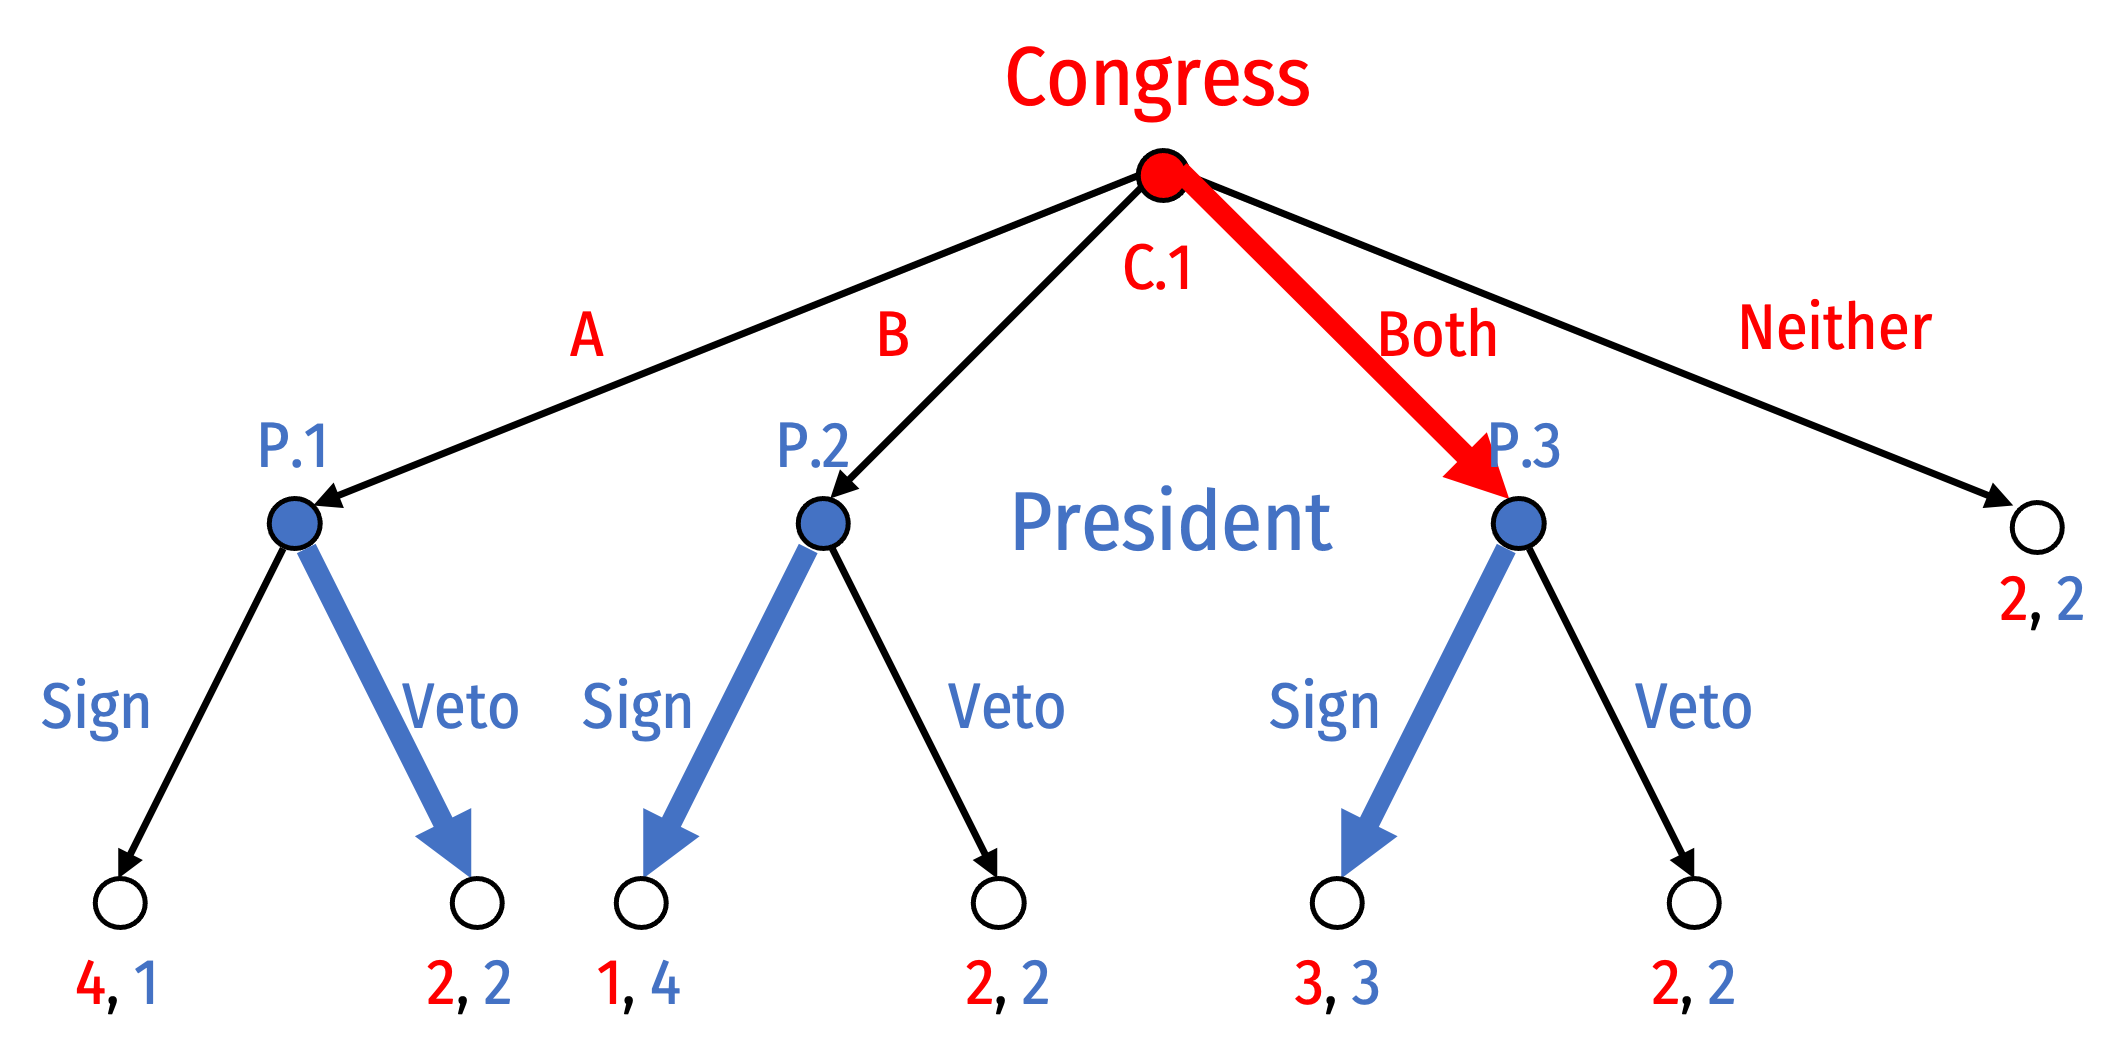 Congress
C.1
A
B
Both
Neither
P.1
P.2
P.3
President
2, 2
Sign
Veto
Sign
Veto
Sign
Veto
4, 1
2, 2
1, 4
2, 2
3, 3
2, 2